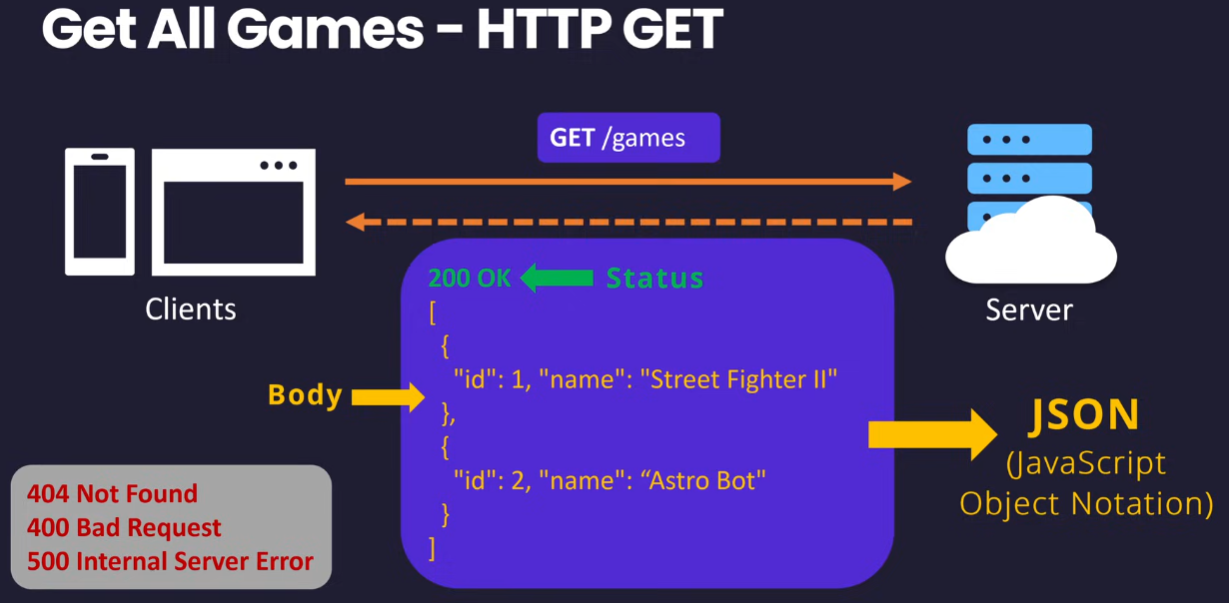 Get All Games - HTTP GET
GET /games
Clients
Server
200 OK
Status
[
{
"id": 1, "name": "Street Fighter II"
},
{
"id": 2, "name": “Astro Bot"
}
]
Body
JSON
(JavaScript
Object Notation)
404 Not Found
400 Bad Request
500 Internal Server Error